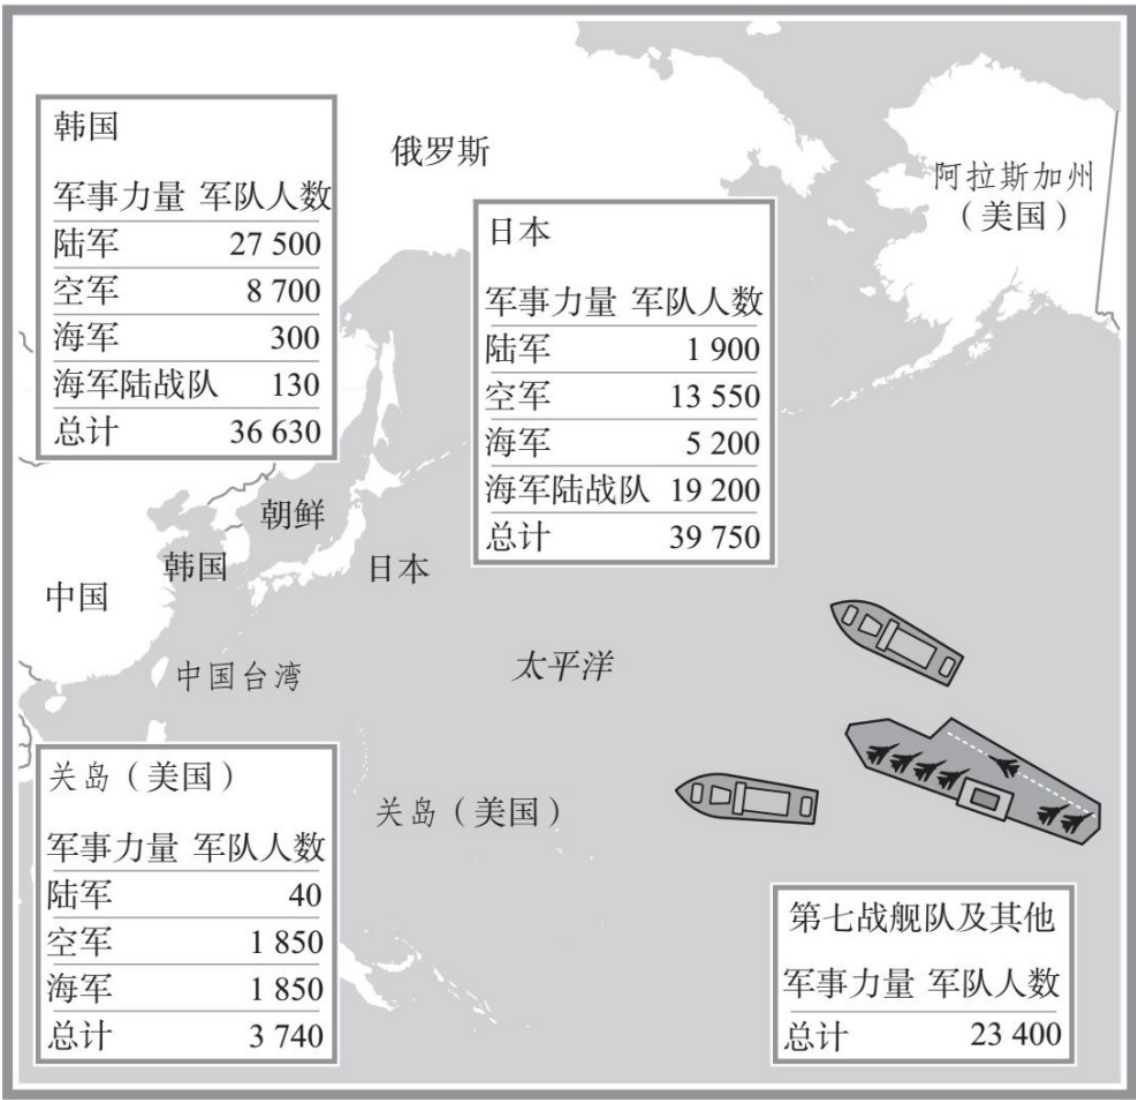 韩国
军事力量 军队人数
陆军 27 500
空军 8 700
海军 300
海军陆战队 130
总计 36 630
俄罗斯
阿拉斯加州
（美国）
日本
军事力量 军队人数
陆军 1 900
空军 13 550
海军 5 200
海军陆战队 19 200
总计 39 750
朝鲜
韩国
日本
中国
中国台湾
太平洋
关岛（美国）
军事力量 军队人数
陆军 40
空军 1 850
海军 1 850
总计 3 740
关岛（美国）
第七战舰队及其他
军事力量 军队人数
总计 23 400